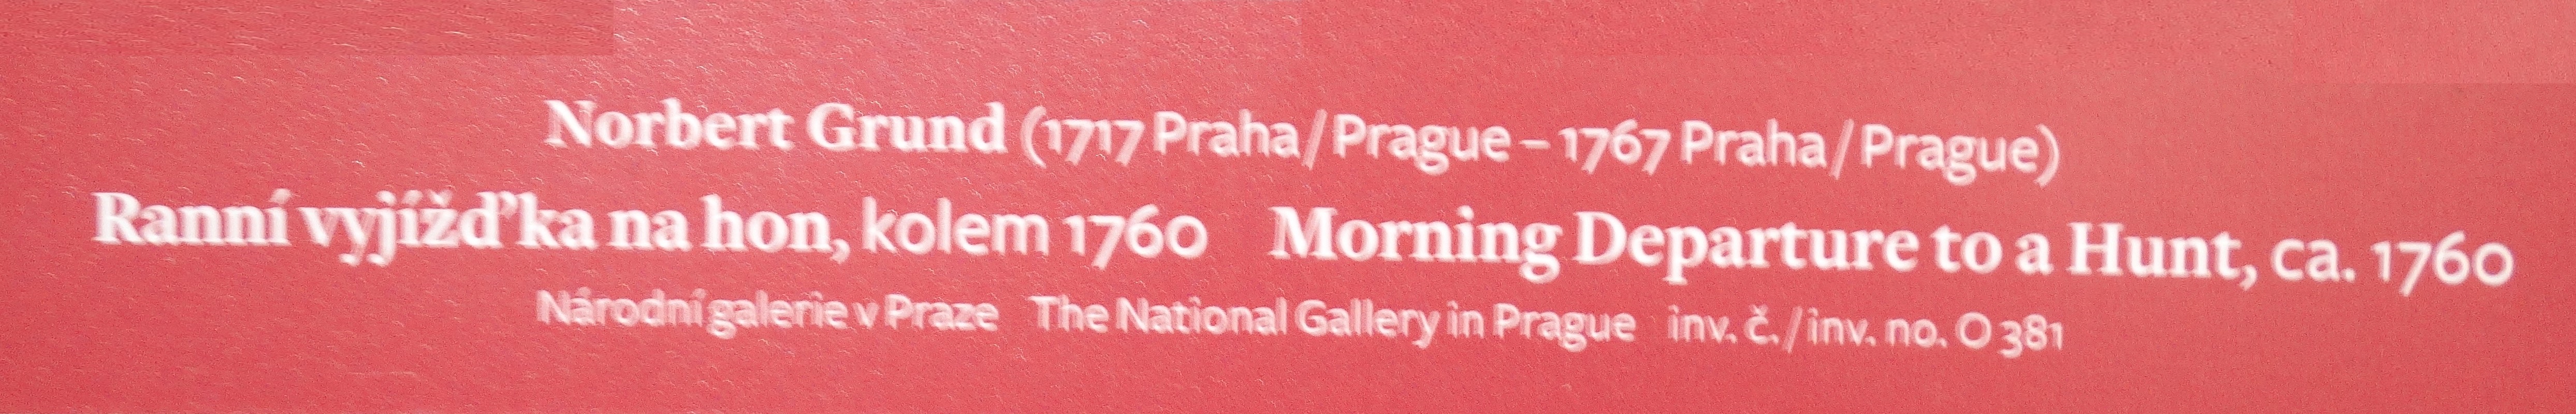 Norbert Grund (1717 Praha/Prague – 1767 Praha/Prague)
Ranní vyjížďka na hon, kolem 1760 Morning Departure to a Hunt, ca. 1760
Národní galerie v Praze The National Gallery in Prague inv. č./inv. no. O 381